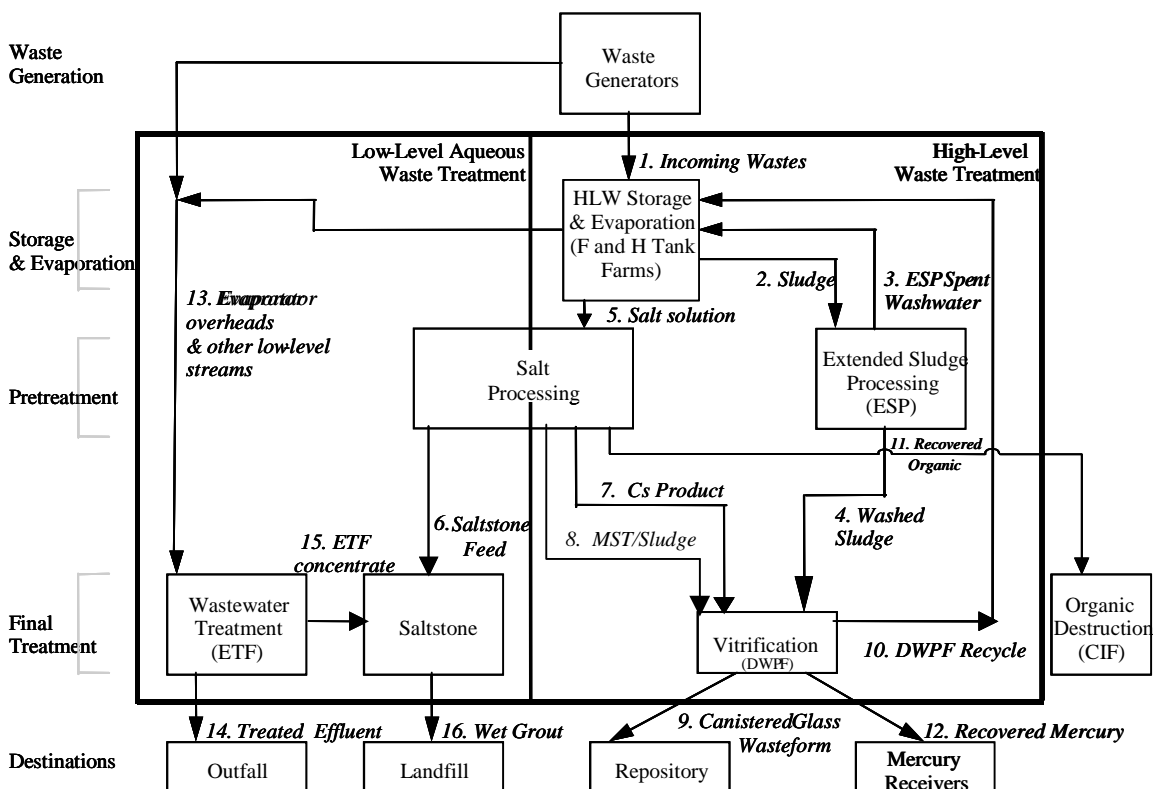 Waste
Generation
Waste
Generators
Low-Level Aqueous
Waste Treatment
High-Level
Waste Treatment
1. Incoming Wastes
HLW Storage
& Evaporation
(F and H Tank
Farms)
Storage
& Evaporation
2. Sludge
3. ESP Spent
Washwater
13. Evaporator
overheads
& other low-level
streams
5. Salt solution
Salt
Processing
Extended Sludge
Processing
(ESP)
Pretreatment
11. Recovered
Organic
7. Cs Product
4. Washed
Sludge
6. Saltstone
Feed
8. MST/Sludge
15. ETF
concentrate
Final
Treatment
Wastewater
Treatment
(ETF)
Saltstone
Vitrification
(DWPF)
10. DWPF Recycle
Organic
Destruction
(CIF)
14. Treated Effluent
16. Wet Grout
9. Canistered Glass
Wasteform
12. Recovered Mercury
Destinations
Outfall
Landfill
Repository
Mercury
Receivers